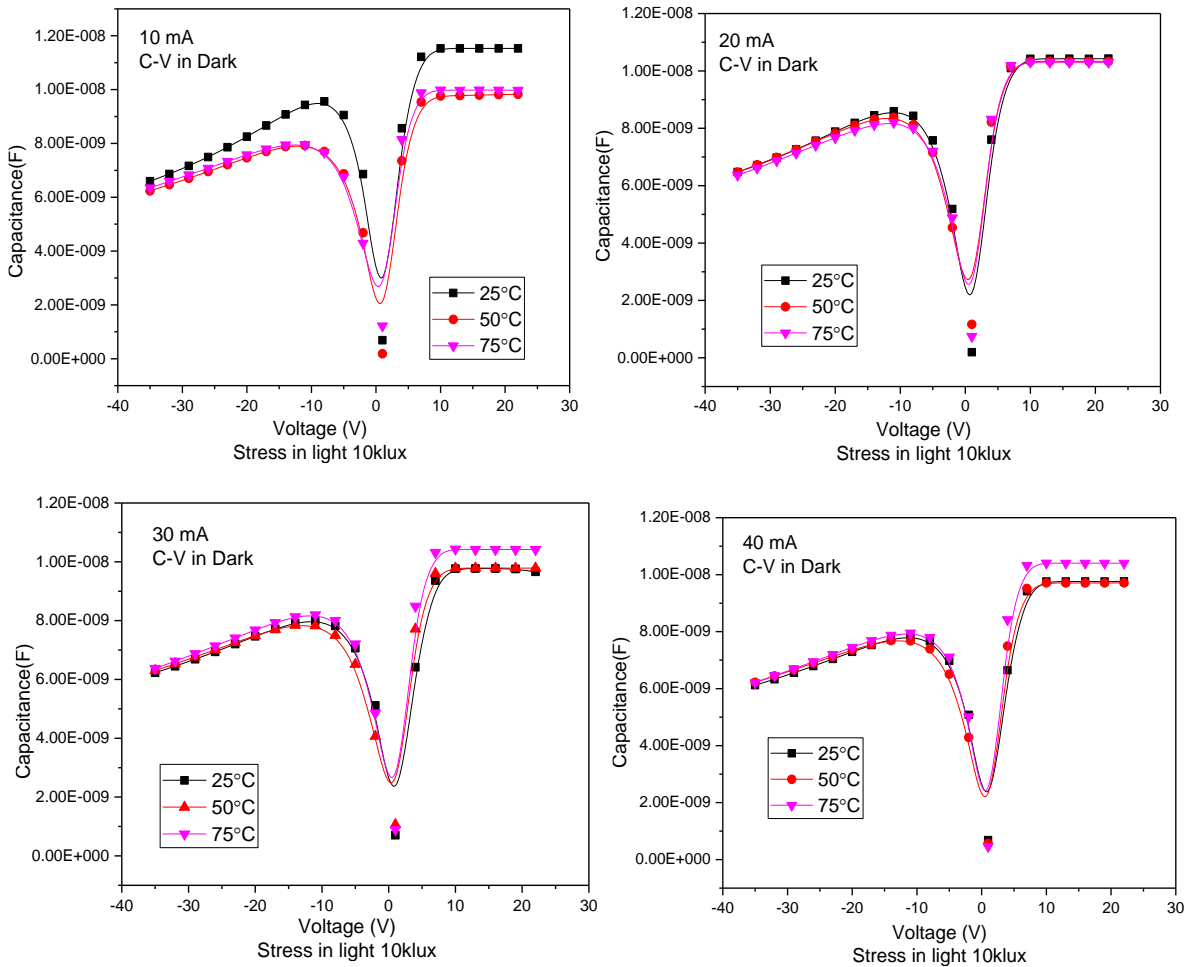 10 mA
C-V in Dark
Capacitance(F)
1.20E-008
1.00E-008
8.00E-009
6.00E-009
4.00E-009
2.00E-009
0.00E+000
25°C
50°C
75°C
-40 -30 -20 -10 0 10 20 30
Voltage (V)
Stress in light 10klux
20 mA
C-V in Dark
Capacitance(F)
1.20E-008
1.00E-008
8.00E-009
6.00E-009
4.00E-009
2.00E-009
0.00E+000
25°C
50°C
75°C
-40 -30 -20 -10 0 10 20 30
Voltage (V)
Stress in light 10klux
30 mA
C-V in Dark
Capacitance(F)
1.20E-008
1.00E-008
8.00E-009
6.00E-009
4.00E-009
2.00E-009
0.00E+000
25°C
50°C
75°C
-40 -30 -20 -10 0 10 20 30
Voltage (V)
Stress in light 10klux
40 mA
C-V in Dark
Capacitance(F)
1.20E-008
1.00E-008
8.00E-009
6.00E-009
4.00E-009
2.00E-009
0.00E+000
25°C
50°C
75°C
-40 -30 -20 -10 0 10 20 30
Voltage (V)
Stress in light 10klux